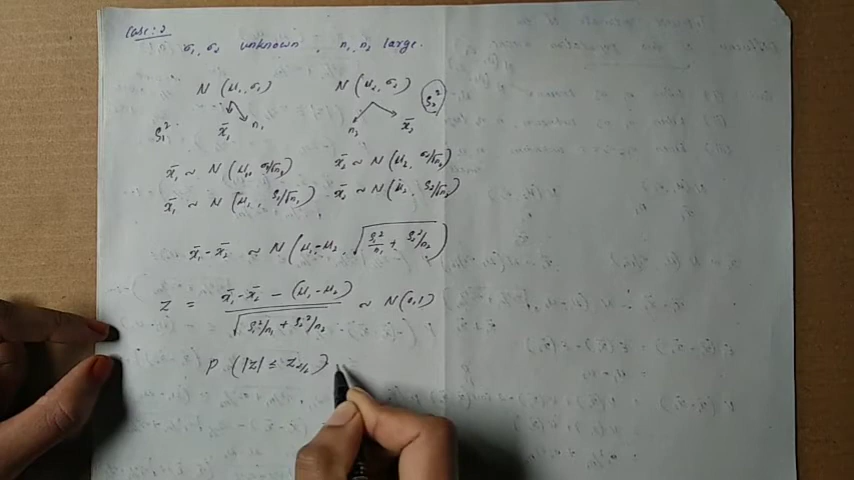 Case: 2
σ₁, σ₂ unknown, n₁, n₂ large.
N (μ₁, σ₁) N (μ₂, σ₂) S₂²
S₁² x̄₁ n₁ n₂ x̄₂
x̄₁ ~ N (μ₁, σ₁/√n₁) x̄₂ ~ N (μ₂, σ₂/√n₂)
x̄₁ ~ N (μ₁, S₁/√n₁) x̄₂ ~ N (μ₂, S₂/√n₂)
x̄₁-x̄₂ ~ N (μ₁-μ₂, √(S₁²/n₁ + S₂²/n₂))
Z = (x̄₁-x̄₂ - (μ₁-μ₂)) / √(S₁²/n₁ + S₂²/n₂) ~ N(0,1)
P (|Z| ≤ Z_α/₂)